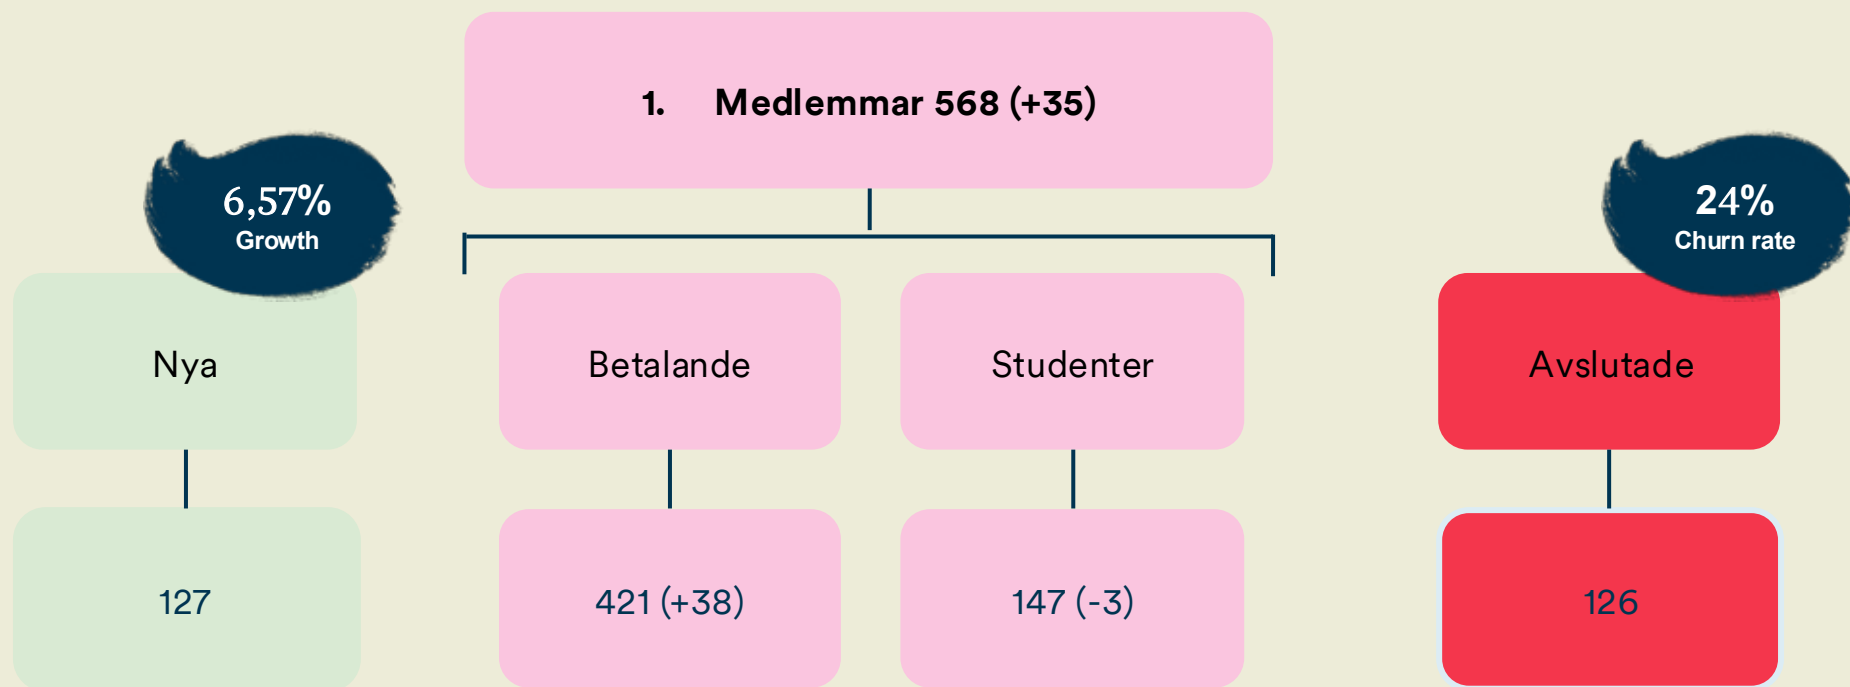 1. Medlemmar 568 (+35)
6,57%
Growth
24%
Churn rate
Nya
Betalande
Studenter
Avslutade
127
421 (+38)
147 (-3)
126